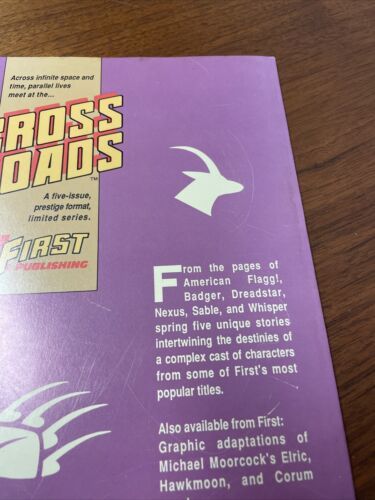 Across infinite space and
time, parallel lives
meet at the...
ROSS
OADS
™
A five-issue,
prestige format,
limited series.
FIRST
PUBLISHING
From the pages of
American Flagg!,
Badger, Dreadstar,
Nexus, Sable, and Whisper
spring five unique stories
intertwining the destinies of
a complex cast of characters
from some of First's most
popular titles.
Also available from First:
Graphic adaptations of
Michael Moorcock's Elric,
Hawkmoon, and Corum